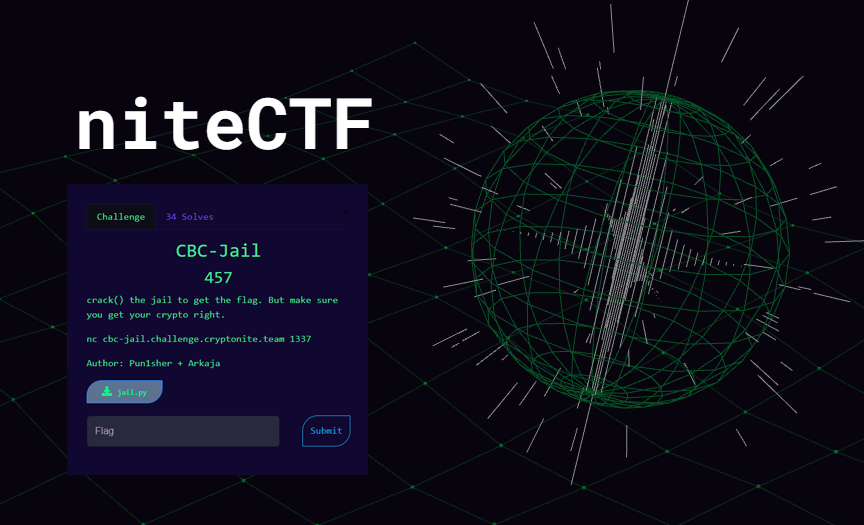 niteCTF
Challenge
34 Solves
CBC-Jail
457
crack() the jail to get the flag. But make sure
you get your crypto right.
nc cbc-jail.challenge.cryptonite.team 1337
Author: Pun1sher + Arkaja
jail.py
Flag
Submit